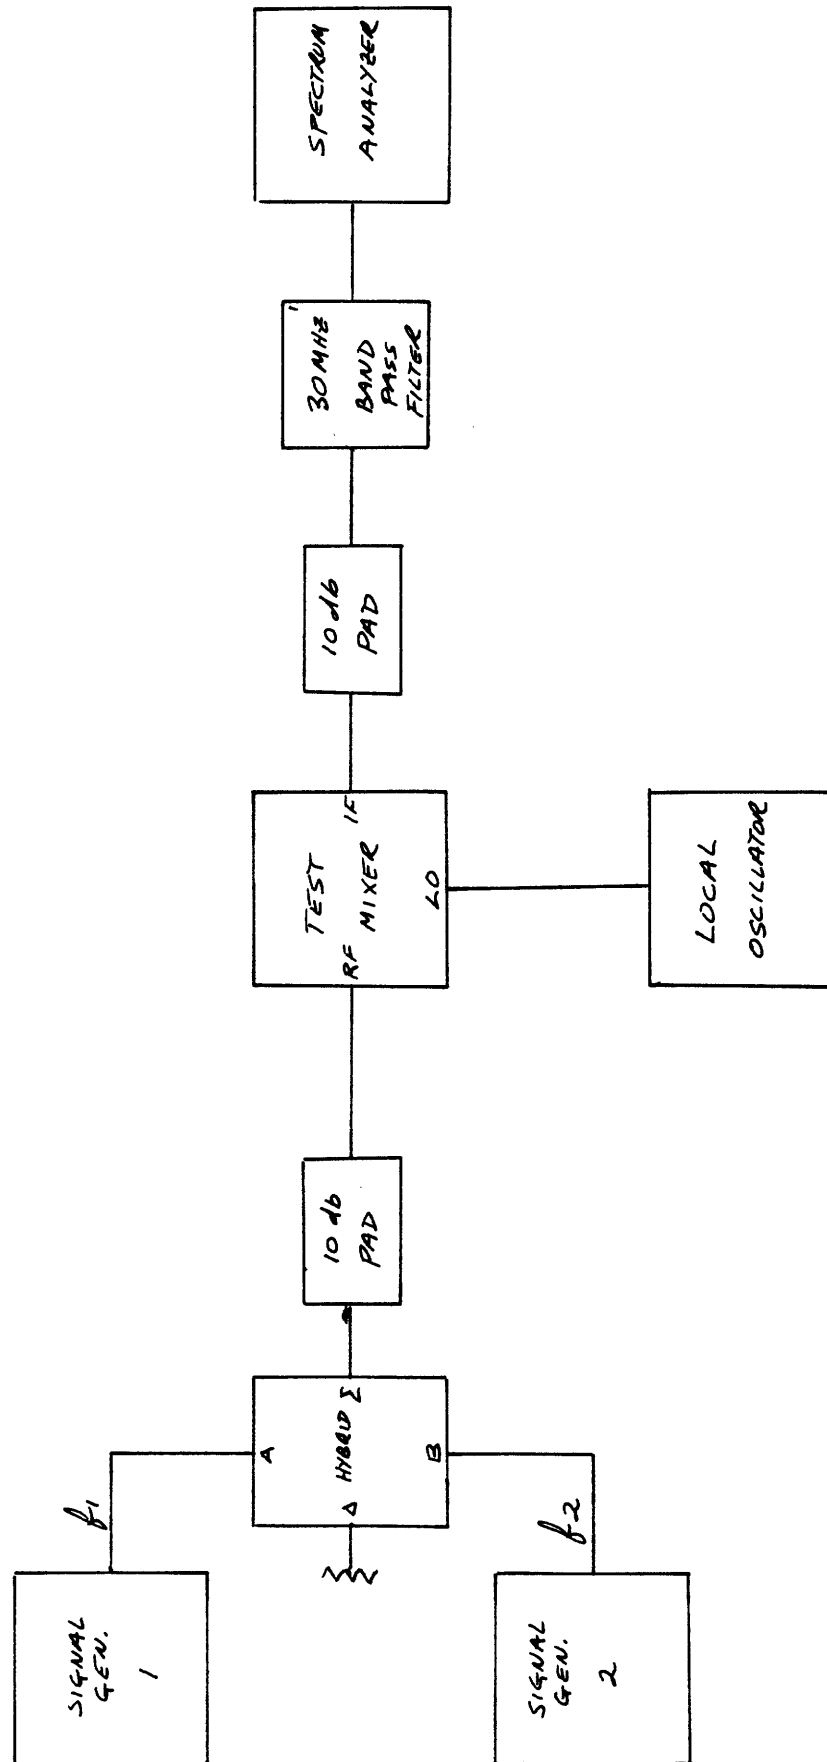 SIGNAL
GEN.
1
f1
SIGNAL
GEN.
2
f2
A
Δ
HYBRID
Σ
B
10 db
PAD
TEST
MIXER
RF
IF
LO
LOCAL
OSCILLATOR
10 db
PAD
30 MHz
BAND
PASS
FILTER
SPECTRUM
ANALYZER